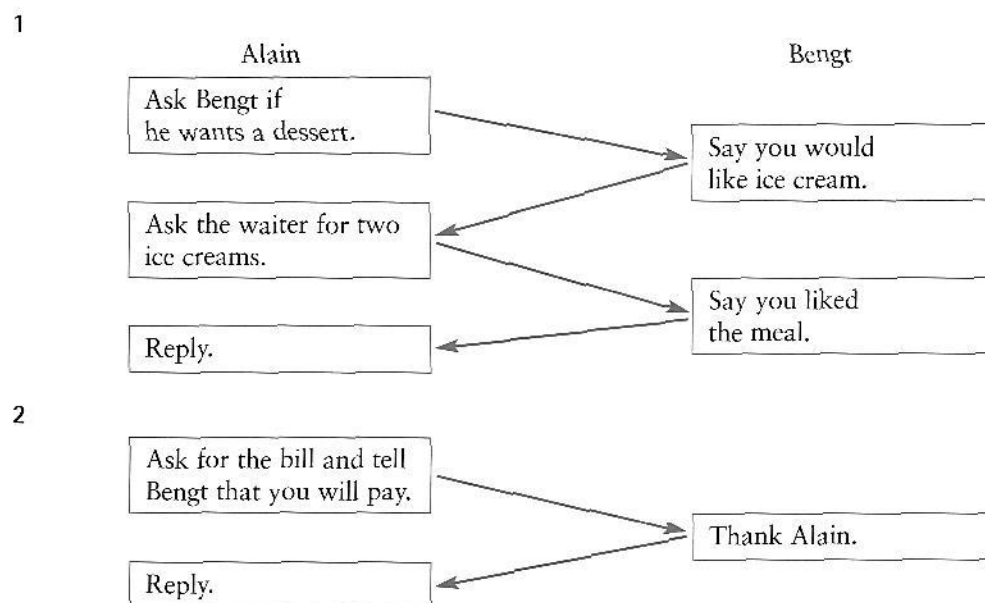 1
Alain
Bengt
Ask Bengt if
he wants a dessert.
Say you would
like ice cream.
Ask the waiter for two
ice creams.
Say you liked
the meal.
Reply.
2
Ask for the bill and tell
Bengt that you will pay.
Thank Alain.
Reply.